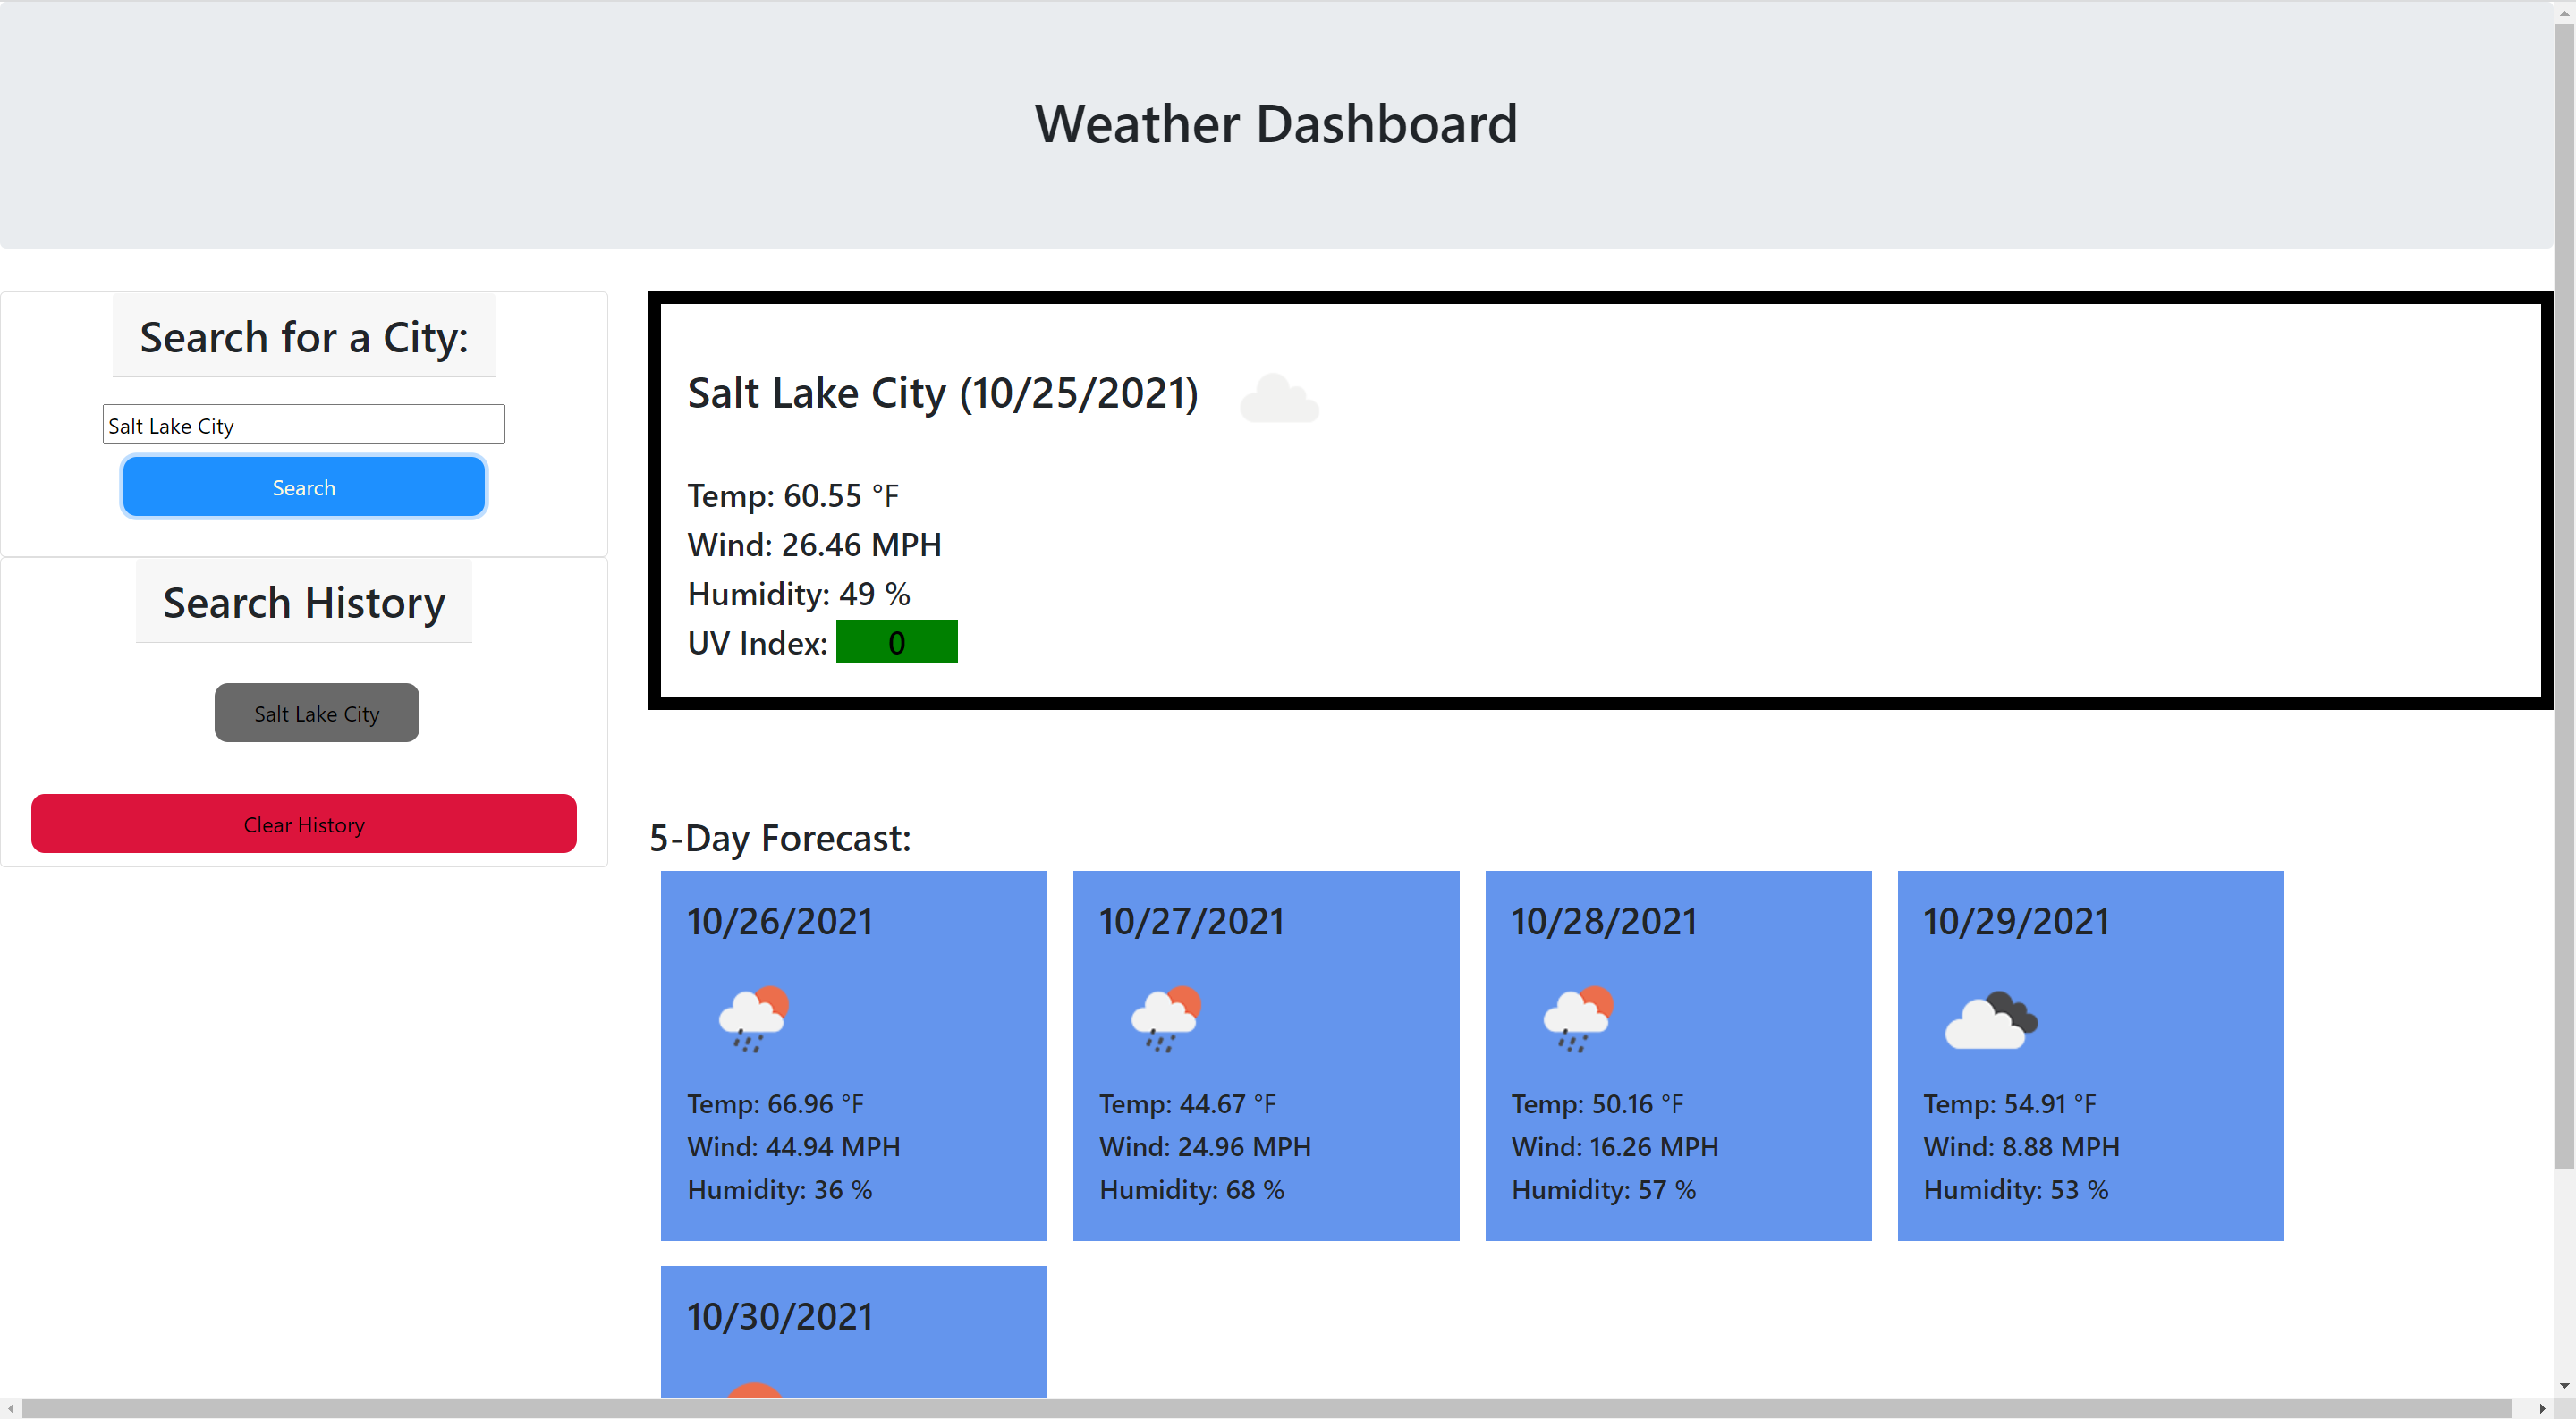 Weather Dashboard
Search for a City:
Salt Lake City
Search
Search History
Salt Lake City
Clear History
Salt Lake City (10/25/2021)
Temp: 60.55 °F
Wind: 26.46 MPH
Humidity: 49 %
UV Index: 0
5-Day Forecast:
10/26/2021
Temp: 66.96 °F
Wind: 44.94 MPH
Humidity: 36 %
10/27/2021
Temp: 44.67 °F
Wind: 24.96 MPH
Humidity: 68 %
10/28/2021
Temp: 50.16 °F
Wind: 16.26 MPH
Humidity: 57 %
10/29/2021
Temp: 54.91 °F
Wind: 8.88 MPH
Humidity: 53 %
10/30/2021